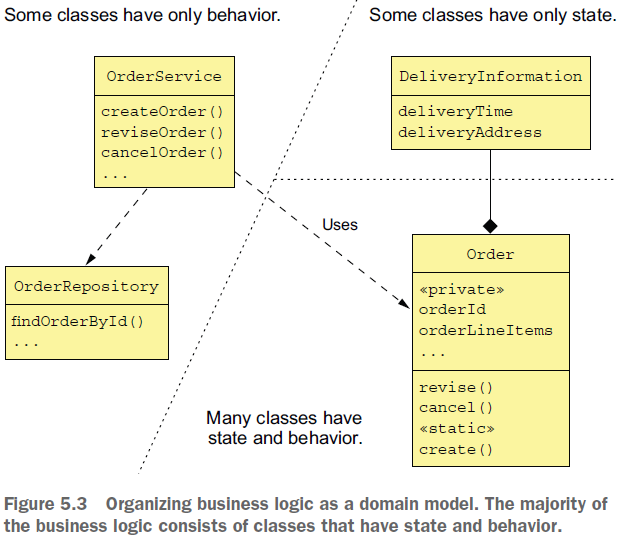 Some classes have only behavior.
Some classes have only state.
OrderService
createOrder()
reviseOrder()
cancelOrder()
...
DeliveryInformation
deliveryTime
deliveryAddress
Uses
OrderRepository
findOrderById()
...
Order
«private»
orderId
orderLineItems
...
revise()
cancel()
«static»
create()
Many classes have
state and behavior.
Figure 5.3 Organizing business logic as a domain model. The majority of
the business logic consists of classes that have state and behavior.